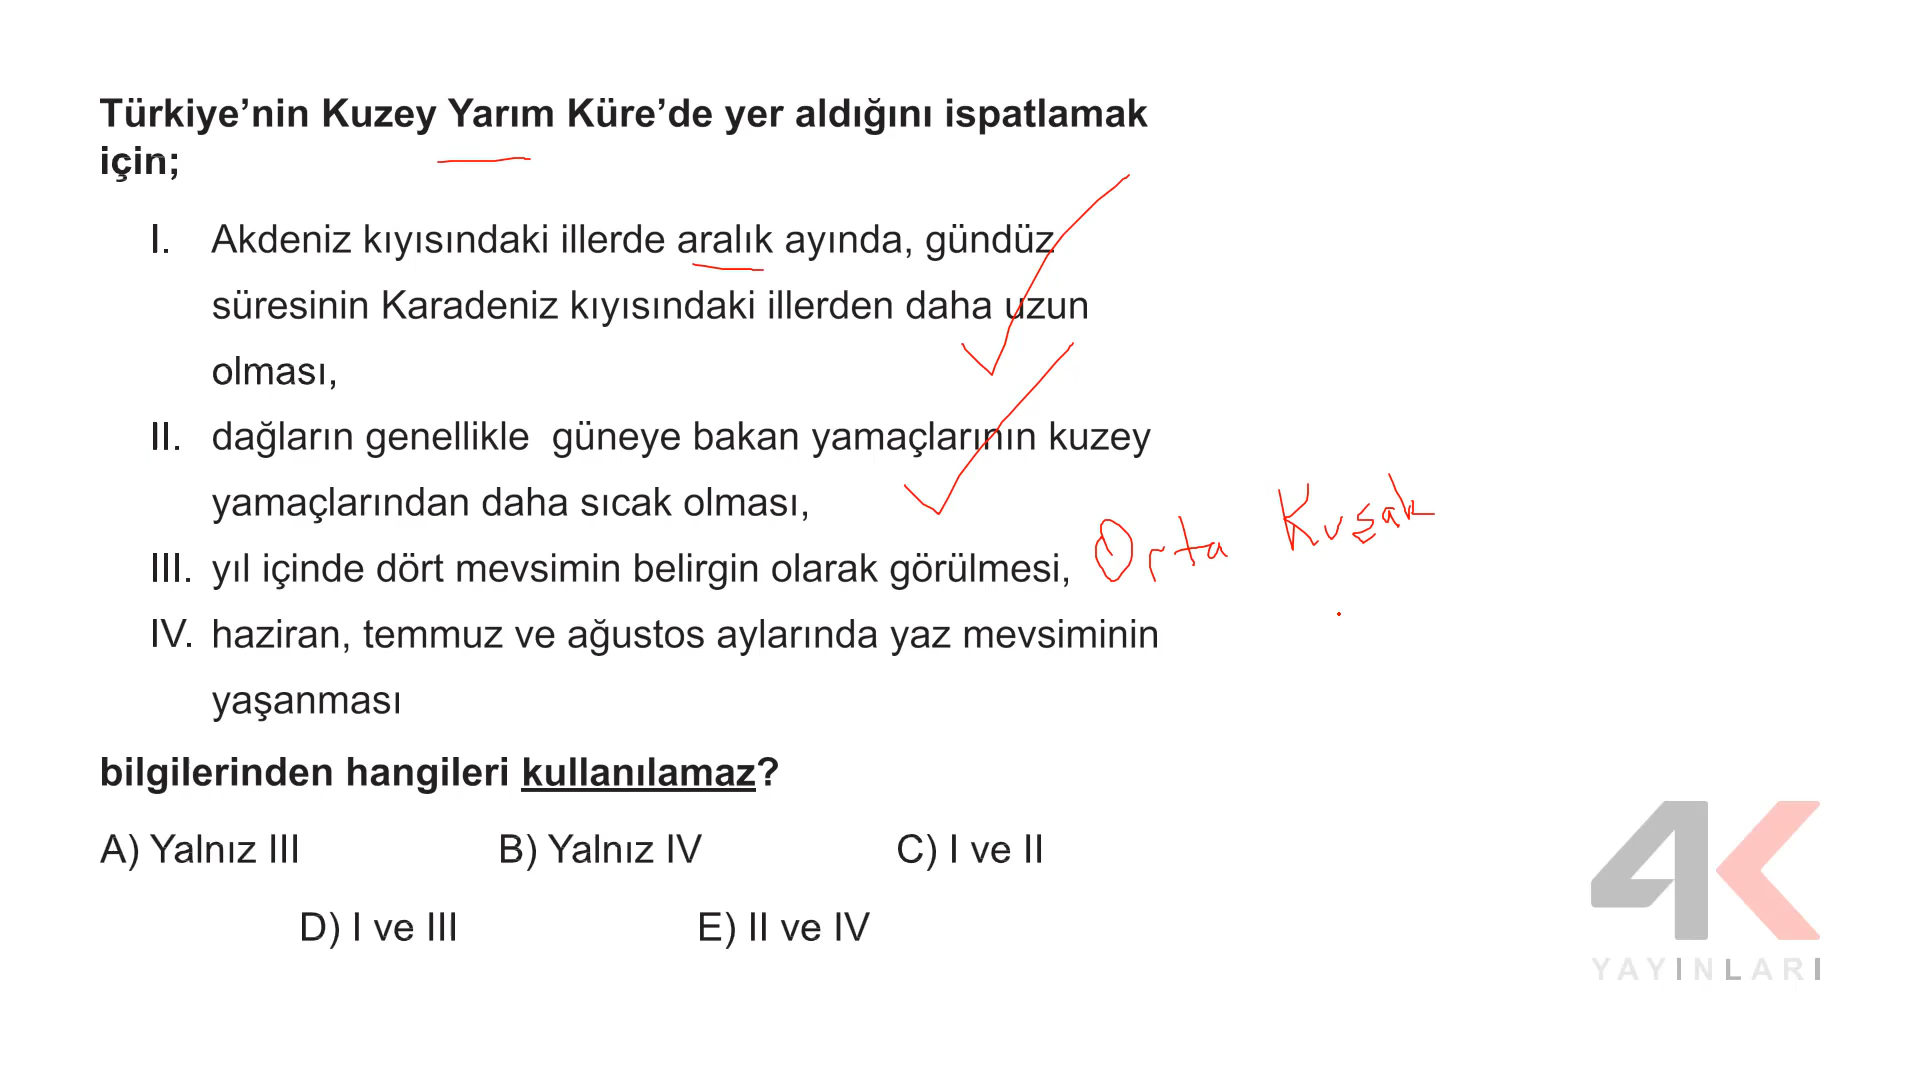 Türkiye’nin Kuzey Yarım Küre’de yer aldığını ispatlamak
için;
I. Akdeniz kıyısındaki illerde aralık ayında, gündüz
süresinin Karadeniz kıyısındaki illerden daha uzun
olması,
II. dağların genellikle güneye bakan yamaçlarının kuzey
yamaçlarından daha sıcak olması,
III. yıl içinde dört mevsimin belirgin olarak görülmesi, Orta Kuşak
IV. haziran, temmuz ve ağustos aylarında yaz mevsiminin
yaşanması
bilgilerinden hangileri kullanılamaz?
A) Yalnız III B) Yalnız IV C) I ve II
D) I ve III E) II ve IV
4K
YAYINLARI